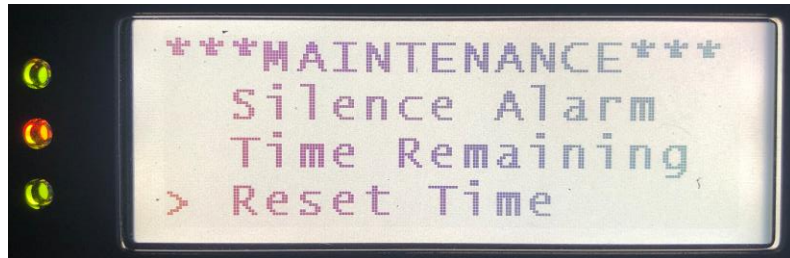 ***MAINTENANCE***
Silence Alarm
Time Remaining
> Reset Time